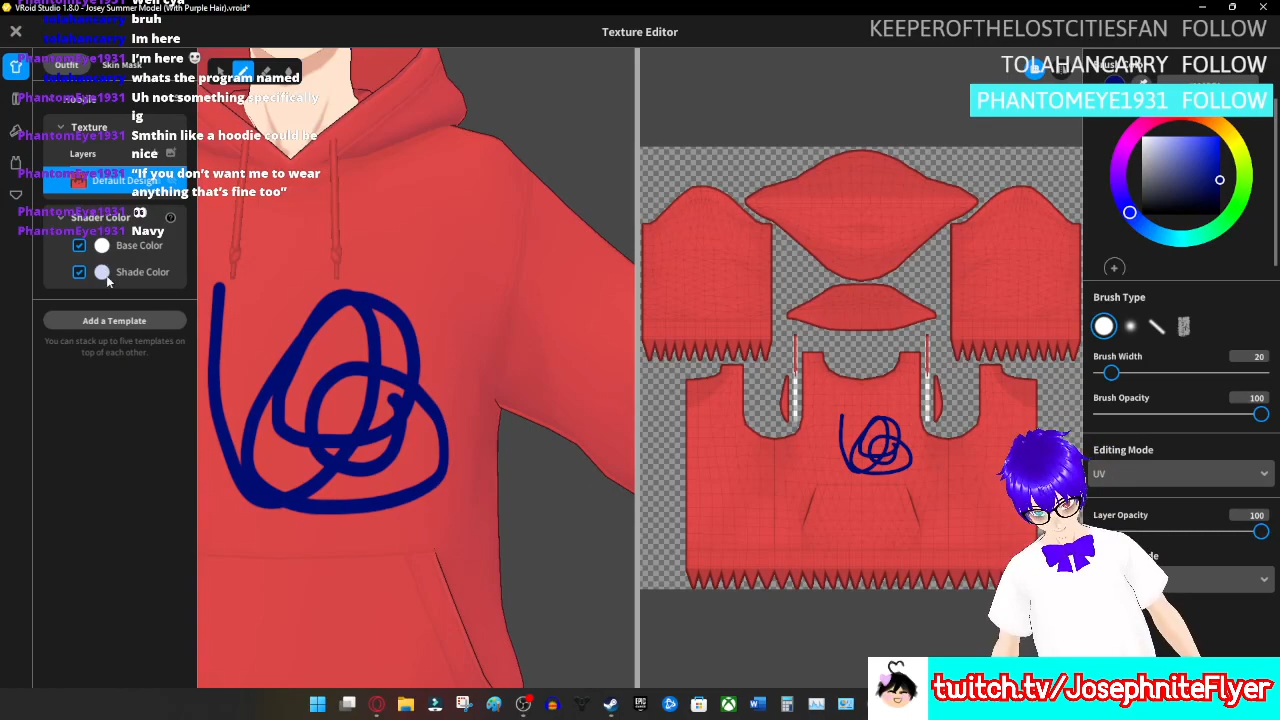 VRoid Studio 1.8.0 - Josey Summer Model (With Purple Hair).vroid*
Texture Editor
tolahancarry bruh
tolahancarry Im here
PhantomEye1931 I'm here
tolahancarry whats the program named
PhantomEye1931 Uh not something specifically
ig
PhantomEye1931 Smthin like a hoodie could be
nice
PhantomEye1931 “If you don't want me to wear
anything that's fine too”
PhantomEye1931
PhantomEye1931 Navy
Outfit
Skin Mask
Hoodie
Texture
Layers
Default Design
Shader Color
Base Color
Shade Color
Add a Template
You can stack up to five templates on
top of each other.
KEEPEROFTHELOSTCITIESFAN FOLLOW
TOLAHANCARRY FOLLOW
PHANTOMEYE1931 FOLLOW
Brush Type
Brush Width
20
Brush Opacity
100
Editing Mode
UV
Layer Opacity
100
twitch.tv/JosephniteFlyer